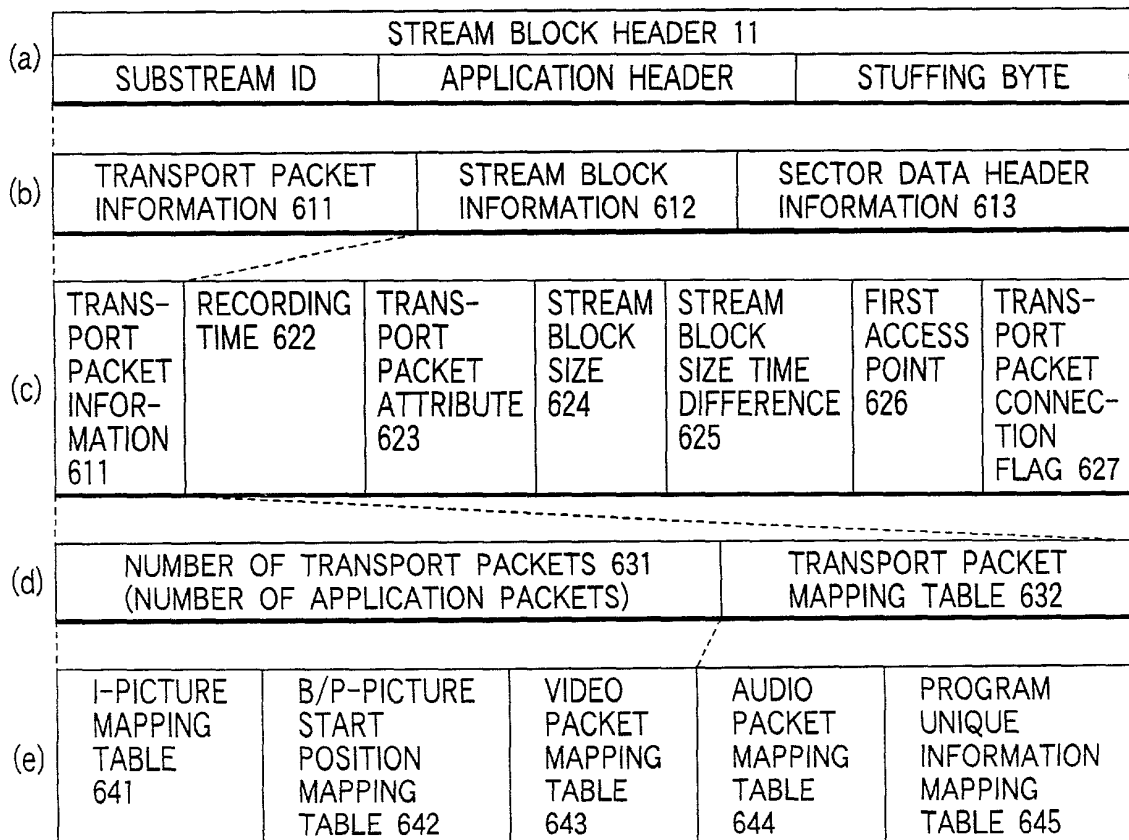 (a)
STREAM BLOCK HEADER 11
SUBSTREAM ID
APPLICATION HEADER
STUFFING BYTE
(b)
TRANSPORT PACKET
INFORMATION 611
STREAM BLOCK
INFORMATION 612
SECTOR DATA HEADER
INFORMATION 613
(c)
TRANS-
PORT
PACKET
INFOR-
MATION
611
RECORDING
TIME 622
TRANS-
PORT
PACKET
ATTRIBUTE
623
STREAM
BLOCK
SIZE
624
STREAM
BLOCK
SIZE TIME
DIFFERENCE
625
FIRST
ACCESS
POINT
626
TRANS-
PORT
PACKET
CONNEC-
TION
FLAG 627
(d)
NUMBER OF TRANSPORT PACKETS 631
(NUMBER OF APPLICATION PACKETS)
TRANSPORT PACKET
MAPPING TABLE 632
(e)
I-PICTURE
MAPPING
TABLE
641
B/P-PICTURE
START
POSITION
MAPPING
TABLE 642
VIDEO
PACKET
MAPPING
TABLE
643
AUDIO
PACKET
MAPPING
TABLE
644
PROGRAM
UNIQUE
INFORMATION
MAPPING
TABLE 645